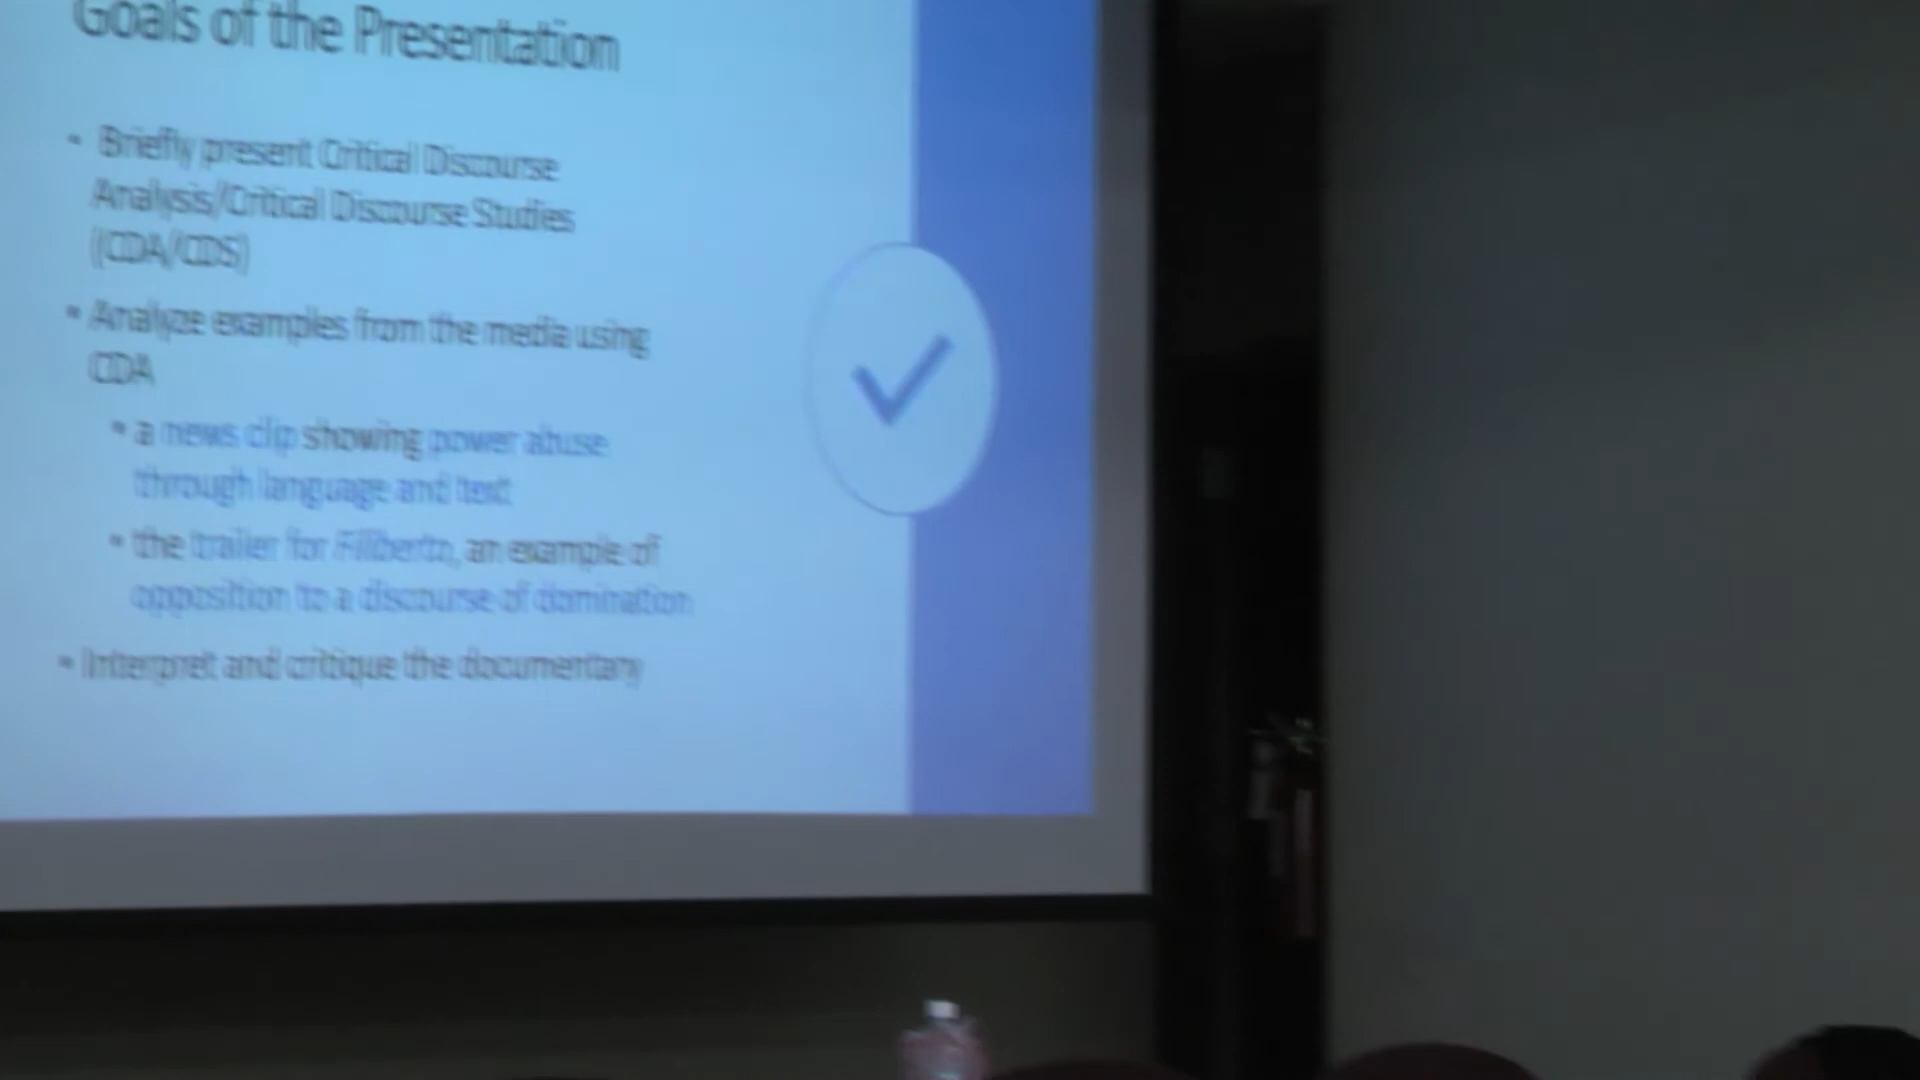 Goals of the Presentation
• Briefly present Critical Discourse
Analysis/Critical Discourse Studies
(CDA/CDS)
• Analyze examples from the media using
CDA
• a news clip showing power abuse
through language and text
• the trailer for Filiberto, an example of
opposition to a discourse of domination
• Interpret and critique the documentary